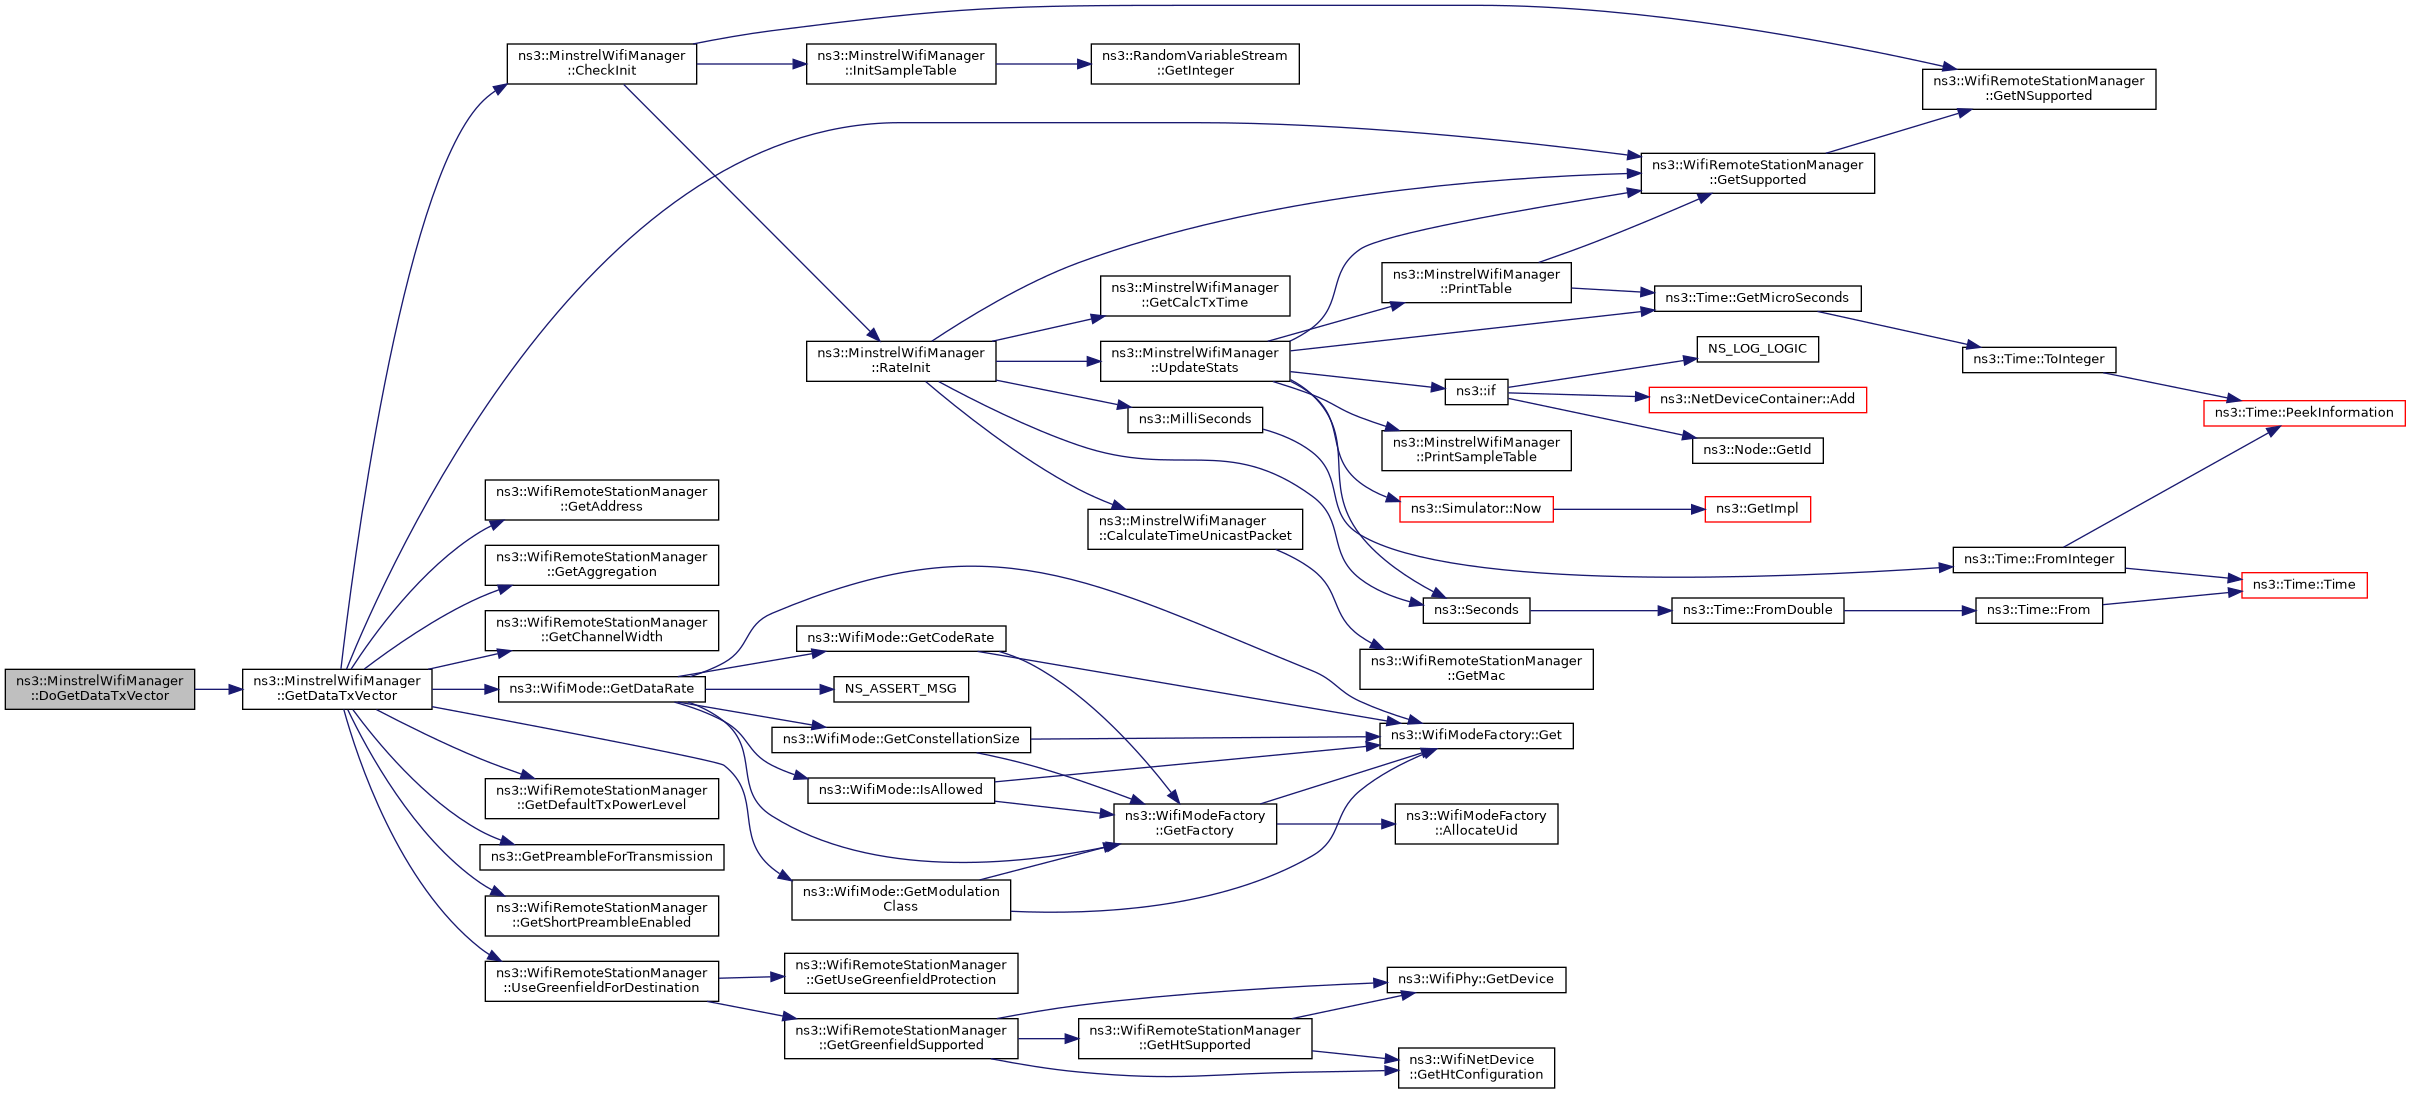 ns3::MinstrelWifiManager
::DoGetDataTxVector
ns3::MinstrelWifiManager
::GetDataTxVector
ns3::MinstrelWifiManager
::CheckInit
ns3::WifiRemoteStationManager
::GetAddress
ns3::WifiRemoteStationManager
::GetAggregation
ns3::WifiRemoteStationManager
::GetChannelWidth
ns3::WifiMode::GetDataRate
ns3::WifiRemoteStationManager
::GetDefaultTxPowerLevel
ns3::GetPreambleForTransmission
ns3::WifiRemoteStationManager
::GetShortPreambleEnabled
ns3::WifiRemoteStationManager
::UseGreenfieldForDestination
ns3::MinstrelWifiManager
::InitSampleTable
ns3::MinstrelWifiManager
::RateInit
ns3::WifiMode::GetCodeRate
NS_ASSERT_MSG
ns3::WifiMode::GetConstellationSize
ns3::WifiMode::IsAllowed
ns3::WifiMode::GetModulation
Class
ns3::WifiRemoteStationManager
::GetUseGreenfieldProtection
ns3::WifiRemoteStationManager
::GetGreenfieldSupported
ns3::RandomVariableStream
::GetInteger
ns3::MinstrelWifiManager
::GetCalcTxTime
ns3::MinstrelWifiManager
::UpdateStats
ns3::MilliSeconds
ns3::MinstrelWifiManager
::CalculateTimeUnicastPacket
ns3::WifiModeFactory
::GetFactory
ns3::WifiRemoteStationManager
::GetHtSupported
ns3::MinstrelWifiManager
::PrintTable
ns3::if
ns3::MinstrelWifiManager
::PrintSampleTable
ns3::Simulator::Now
ns3::Seconds
ns3::WifiRemoteStationManager
::GetMac
ns3::WifiModeFactory::Get
ns3::WifiModeFactory
::AllocateUid
ns3::WifiPhy::GetDevice
ns3::WifiNetDevice
::GetHtConfiguration
ns3::WifiRemoteStationManager
::GetSupported
ns3::Time::GetMicroSeconds
NS_LOG_LOGIC
ns3::NetDeviceContainer::Add
ns3::Node::GetId
ns3::GetImpl
ns3::Time::FromDouble
ns3::WifiRemoteStationManager
::GetNSupported
ns3::Time::ToInteger
ns3::Time::FromInteger
ns3::Time::From
ns3::Time::PeekInformation
ns3::Time::Time